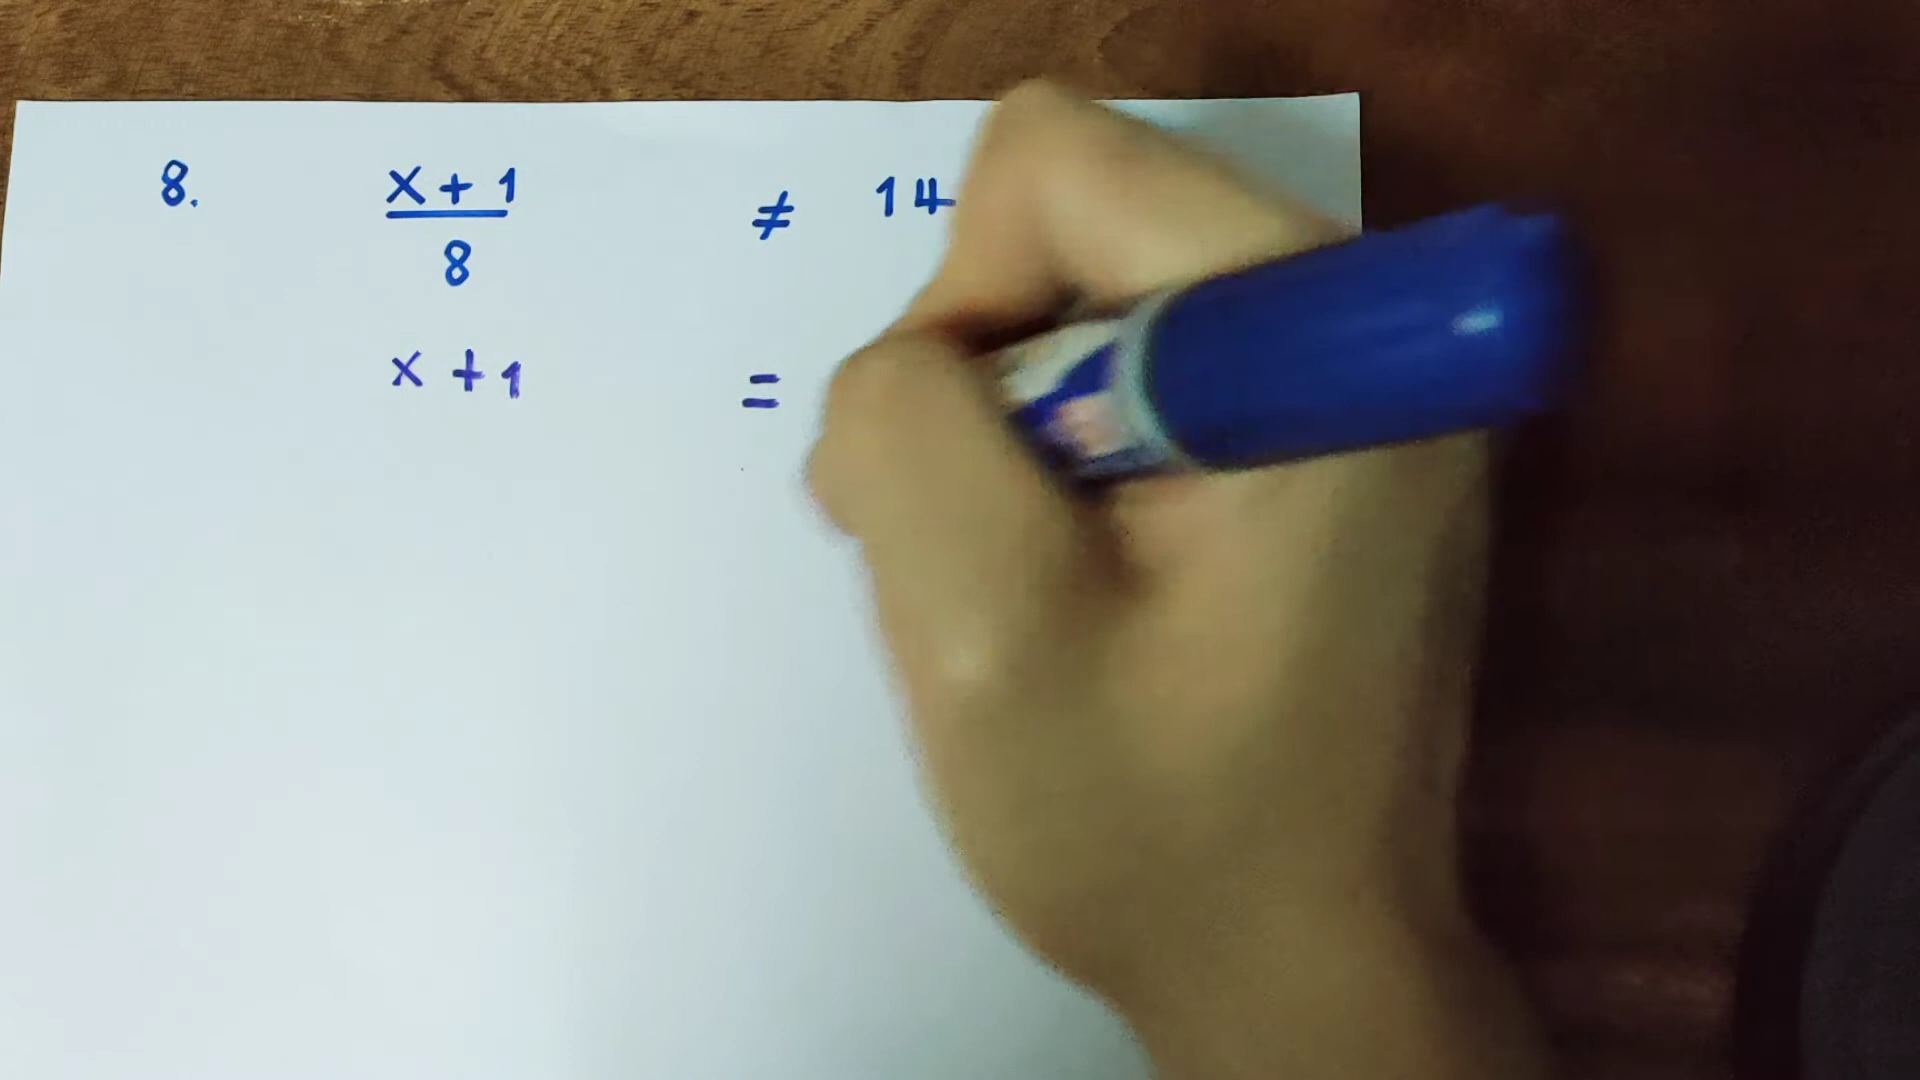 8. x + 1 ≠ 14
8
x + 1 =